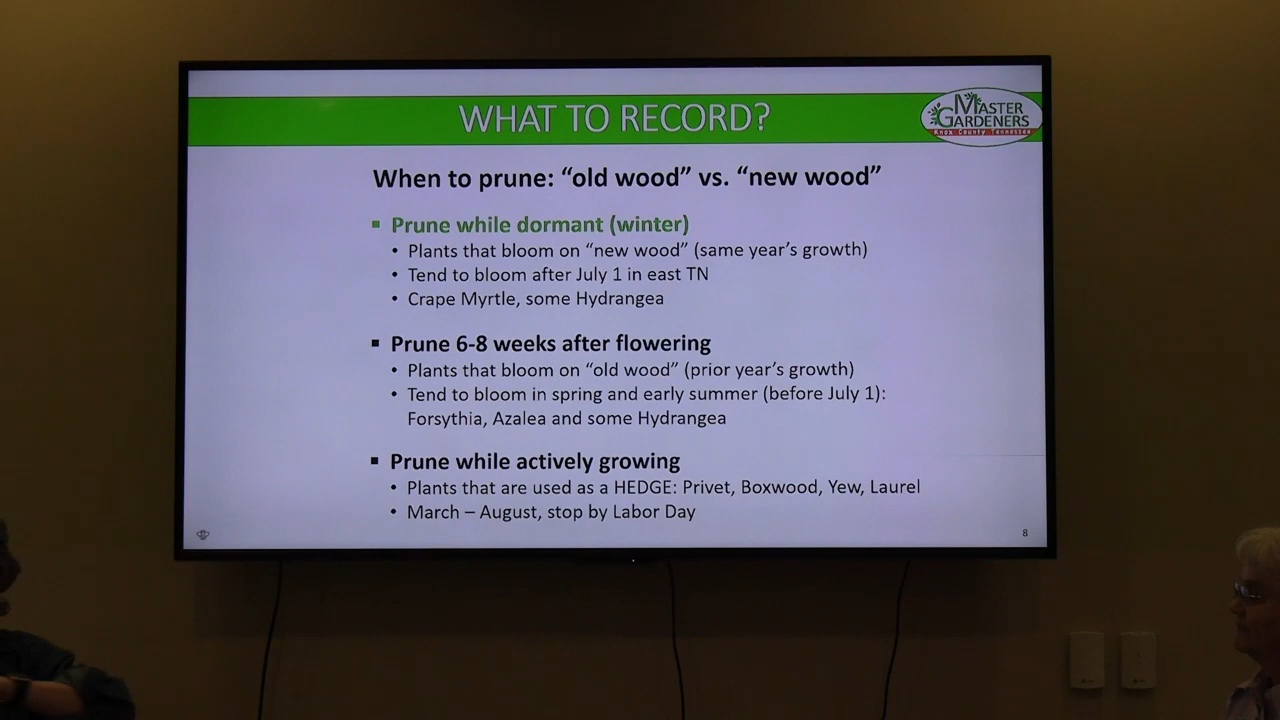 WHAT TO RECORD?
MASTER
GARDENERS
Knox County Tennessee
When to prune: “old wood” vs. “new wood”
▪ Prune while dormant (winter)
• Plants that bloom on “new wood” (same year’s growth)
• Tend to bloom after July 1 in east TN
• Crape Myrtle, some Hydrangea
▪ Prune 6-8 weeks after flowering
• Plants that bloom on “old wood” (prior year’s growth)
• Tend to bloom in spring and early summer (before July 1):
Forsythia, Azalea and some Hydrangea
▪ Prune while actively growing
• Plants that are used as a HEDGE: Privet, Boxwood, Yew, Laurel
• March – August, stop by Labor Day
8